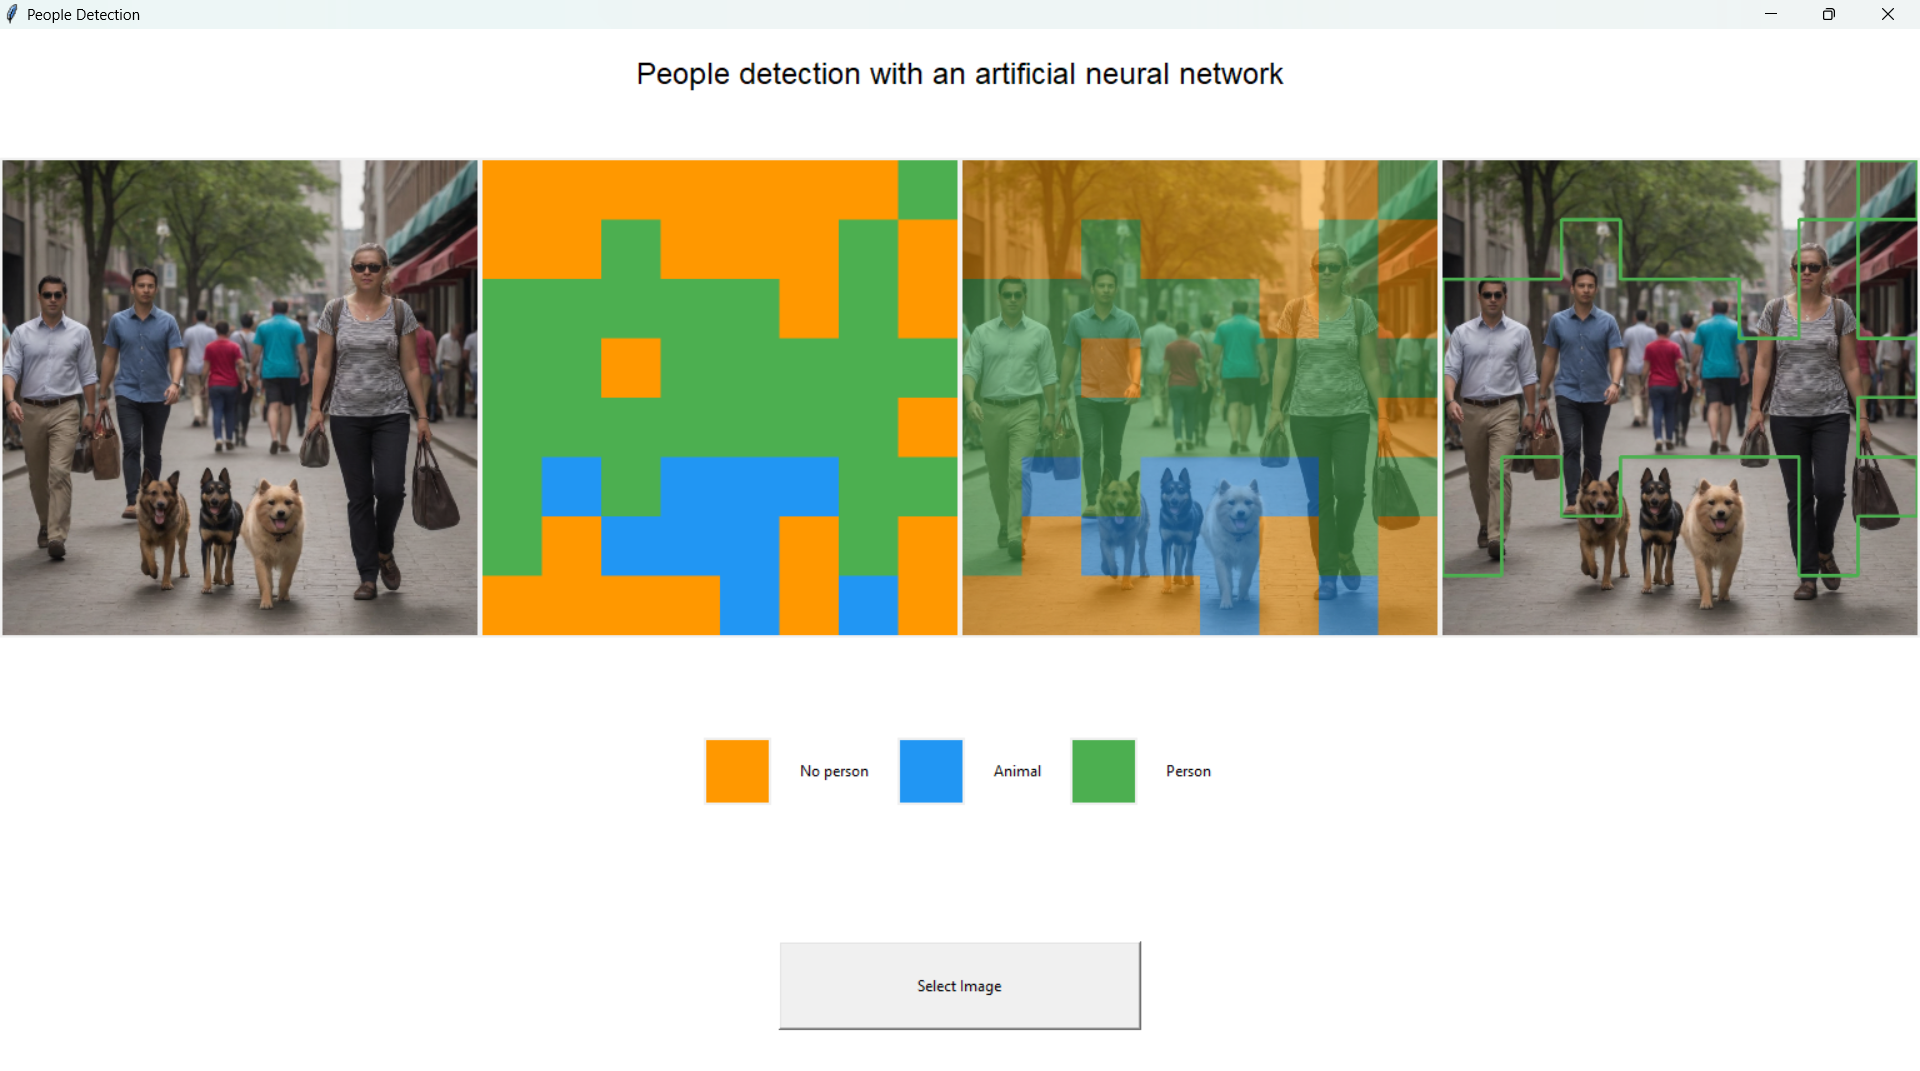 People Detection
People detection with an artificial neural network
No person
Animal
Person
Select Image